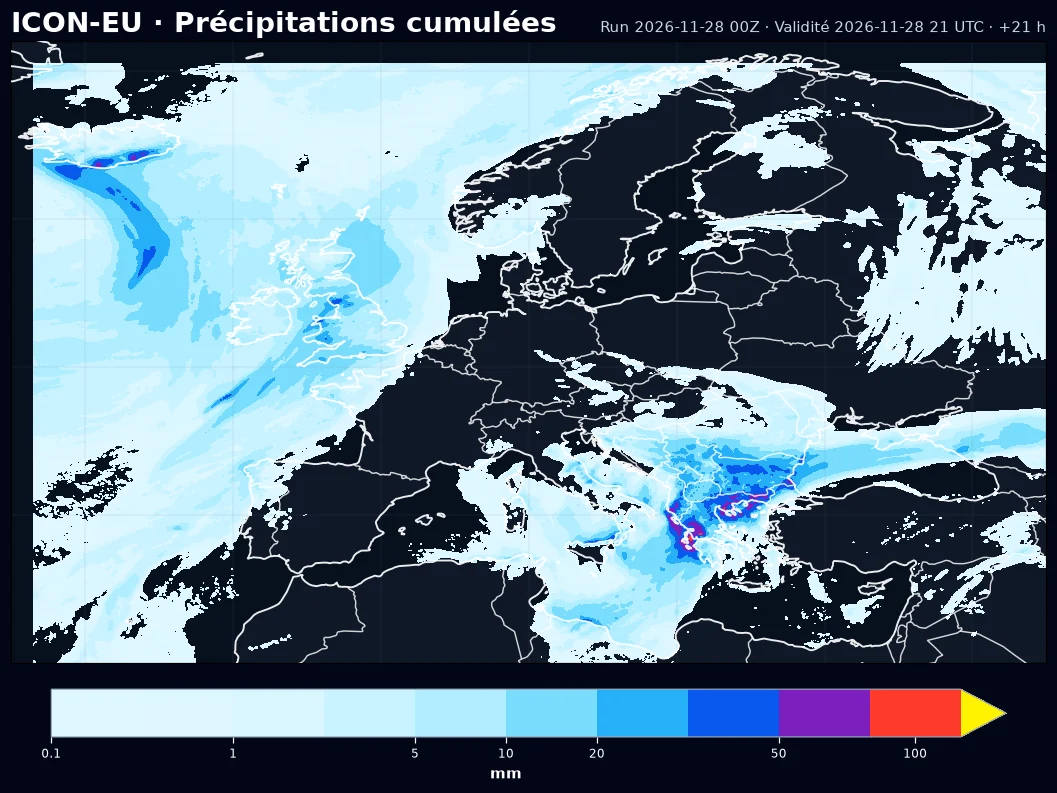 ICON-EU · Précipitations cumulées
Run 2026-11-28 00Z · Validité 2026-11-28 21 UTC · +21 h
0.1 1 5 10 20 50 100
mm